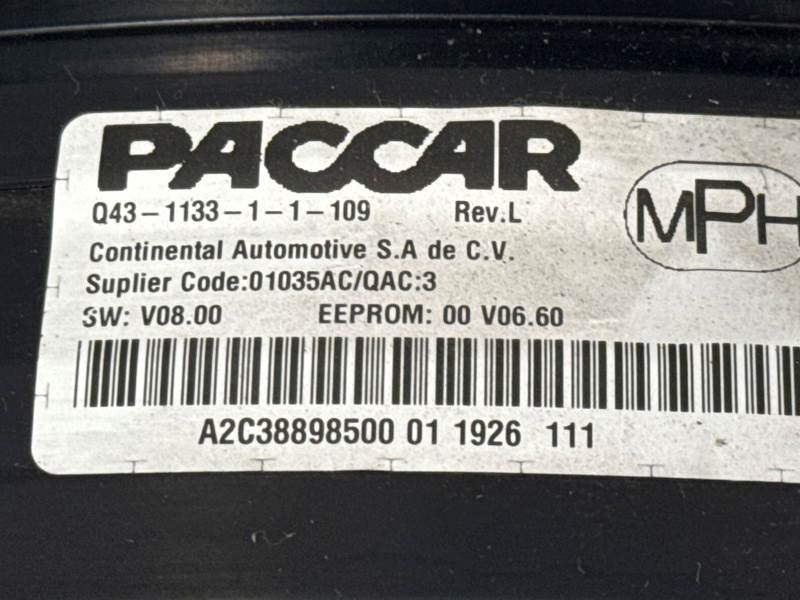 PACCAR
Q43-1133-1-1-109 Rev.L
MPH
Continental Automotive S.A de C.V.
Suplier Code:01035AC/QAC:3
SW: V08.00 EEPROM: 00 V06.60
A2C38898500 01 1926 111